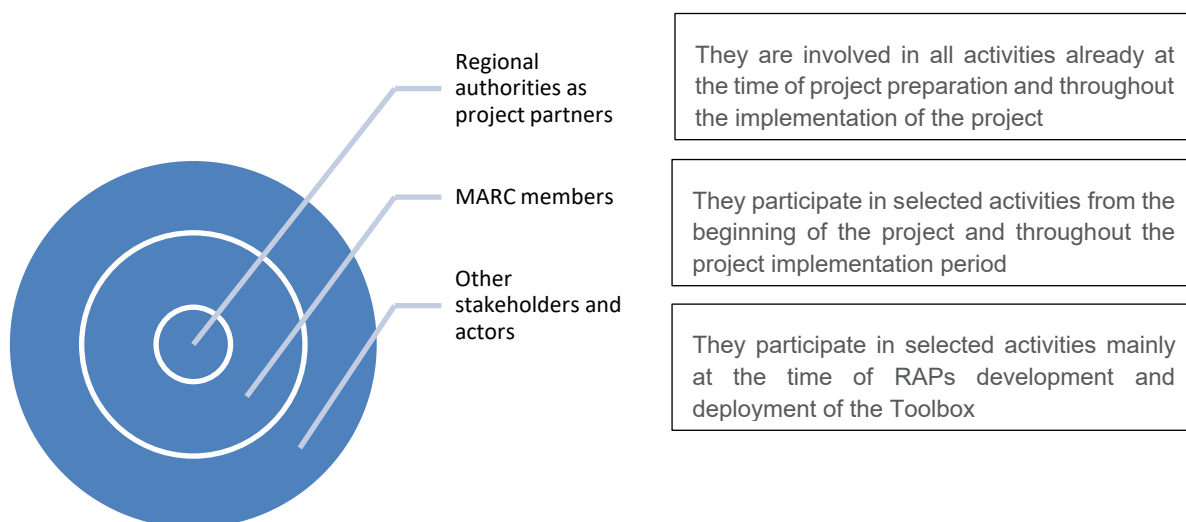 Regional
authorities as
project partners
They are involved in all activities already at
the time of project preparation and throughout
the implementation of the project
MARC members
They participate in selected activities from the
beginning of the project and throughout the
project implementation period
Other
stakeholders and
actors
They participate in selected activities mainly
at the time of RAPs development and
deployment of the Toolbox